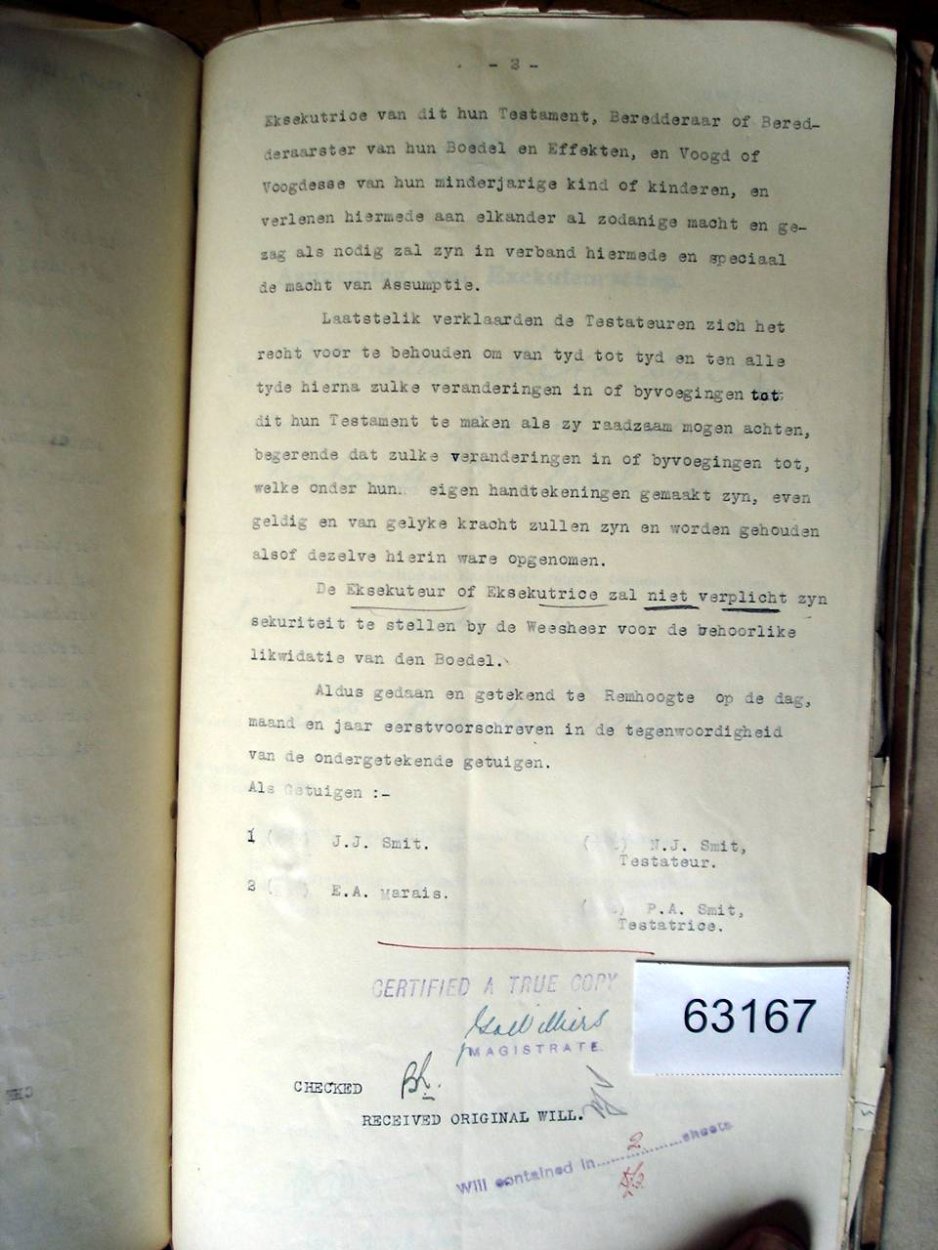 - 2 -
Eksekutrice van dit hun Testament, Beredderaar of Bered-
deraarster van hun Boedel en Effekten, en Voogd of
Voogdesse van hun minderjarige kind of kinderen, en
verlenen hiermede aan elkander al zodanige macht en ge-
zag als nodig zal zyn in verband hiermede en speciaal
de macht van Assumptie.
Laatstelik verklaarden de Testateuren zich het
recht voor te behouden om van tyd tot tyd en ten alle
tyde hierna zulke veranderingen in of byvoegingen tot
dit hun Testament te maken als zy raadzaam mogen achten,
begerende dat zulke veranderingen in of byvoegingen tot,
welke onder hun eigen handtekeningen gemaakt zyn, even
geldig en van gelyke kracht zullen zyn en worden gehouden
alsof dezelve hierin ware opgenomen.
De Eksekuteur of Eksekutrice zal niet verplicht zyn
sekuriteit te stellen by de Weesheer voor de behoorlike
likwidatie van den Boedel.
Aldus gedaan en getekend te Remhoogte op de dag,
maand en jaar eerstvoorschreven in de tegenwoordigheid
van de ondergetekende getuigen.
Als Getuigen :-
1 J.J. Smit. N.J. Smit,
Testateur.
2 E.A. Marais.
P.A. Smit,
Testatrice.
CERTIFIED A TRUE COPY
MAGISTRATE.
63167
CHECKED
RECEIVED ORIGINAL WILL.
Will contained in 2 sheets